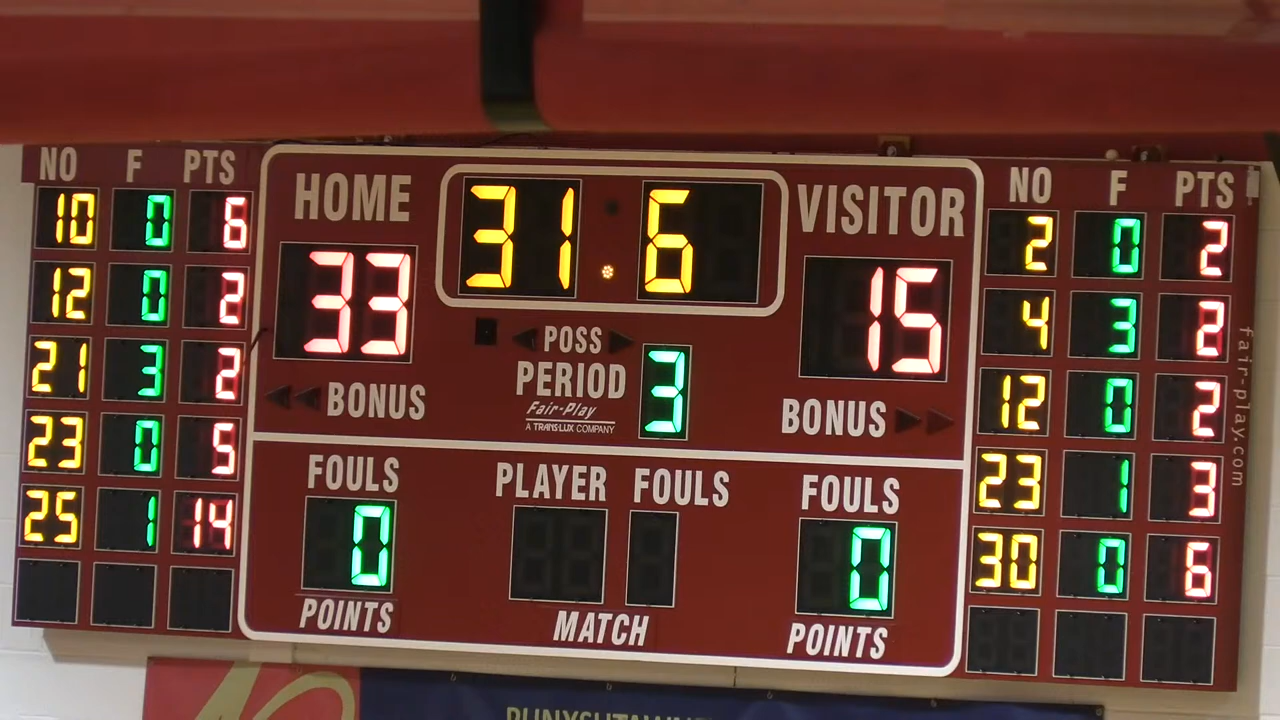 NO F PTS
10 0 6
12 0 2
21 3 2
23 0 5
25 1 14
HOME
33
BONUS
31.6
POSS
PERIOD 3
Fair-Play
A TRANS-LUX COMPANY
VISITOR
15
BONUS
FOULS
0
POINTS
PLAYER FOULS
MATCH
FOULS
0
POINTS
NO F PTS
2 0 2
4 3 2
12 0 2
23 1 3
30 0 6
fair-play.com